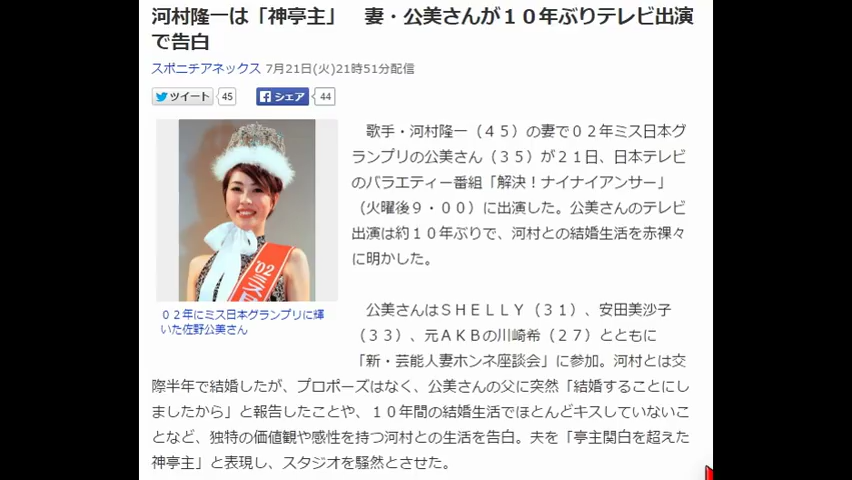 河村隆一は「神亭主」　妻・公美さんが１０年ぶりテレビ出演
で告白
スポニチアネックス 7月21日(火)21時51分配信
ツイート 45 シェア 44
'02ミス日
０２年にミス日本グランプリに輝
いた佐野公美さん
歌手・河村隆一（４５）の妻で０２年ミス日本グ
ランプリの公美さん（３５）が２１日、日本テレビ
のバラエティー番組「解決！ナイナイアンサー」
（火曜後９・００）に出演した。公美さんのテレビ
出演は約１０年ぶりで、河村との結婚生活を赤裸々
に明かした。
公美さんはＳＨＥＬＬＹ（３１）、安田美沙子
（３３）、元ＡＫＢの川崎希（２７）とともに
「新・芸能人妻ホンネ座談会」に参加。河村とは交
際半年で結婚したが、プロポーズはなく、公美さんの父に突然「結婚することにし
ましたから」と報告したことや、１０年間の結婚生活でほとんどキスしていないこ
となど、独特の価値観や感性を持つ河村との生活を告白。夫を「亭主関白を超えた
神亭主」と表現し、スタジオを騒然とさせた。